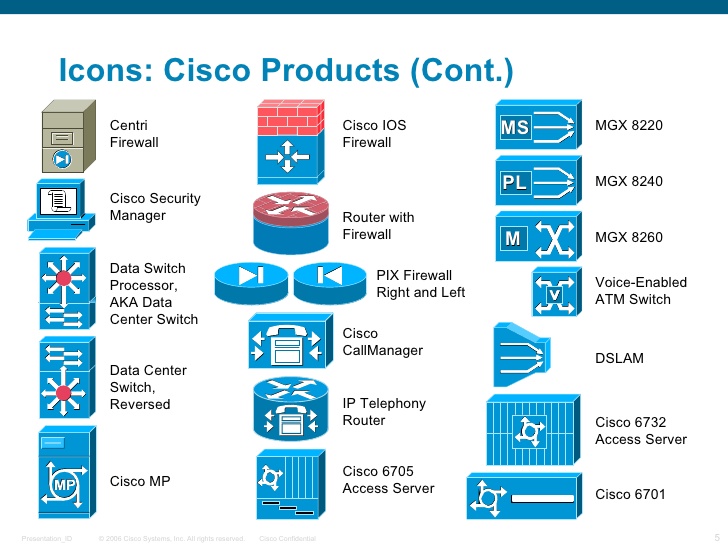 Icons: Cisco Products (Cont.)
Centri
Firewall
Cisco Security
Manager
Data Switch
Processor,
AKA Data
Center Switch
Data Center
Switch,
Reversed
MP
Cisco MP
Cisco IOS
Firewall
Router with
Firewall
PIX Firewall
Right and Left
Cisco
CallManager
IP Telephony
Router
Cisco 6705
Access Server
MS
MGX 8220
PL
MGX 8240
M
MGX 8260
V
Voice-Enabled
ATM Switch
DSLAM
Cisco 6732
Access Server
Cisco 6701
Presentation_ID © 2006 Cisco Systems, Inc. All rights reserved. Cisco Confidential 5